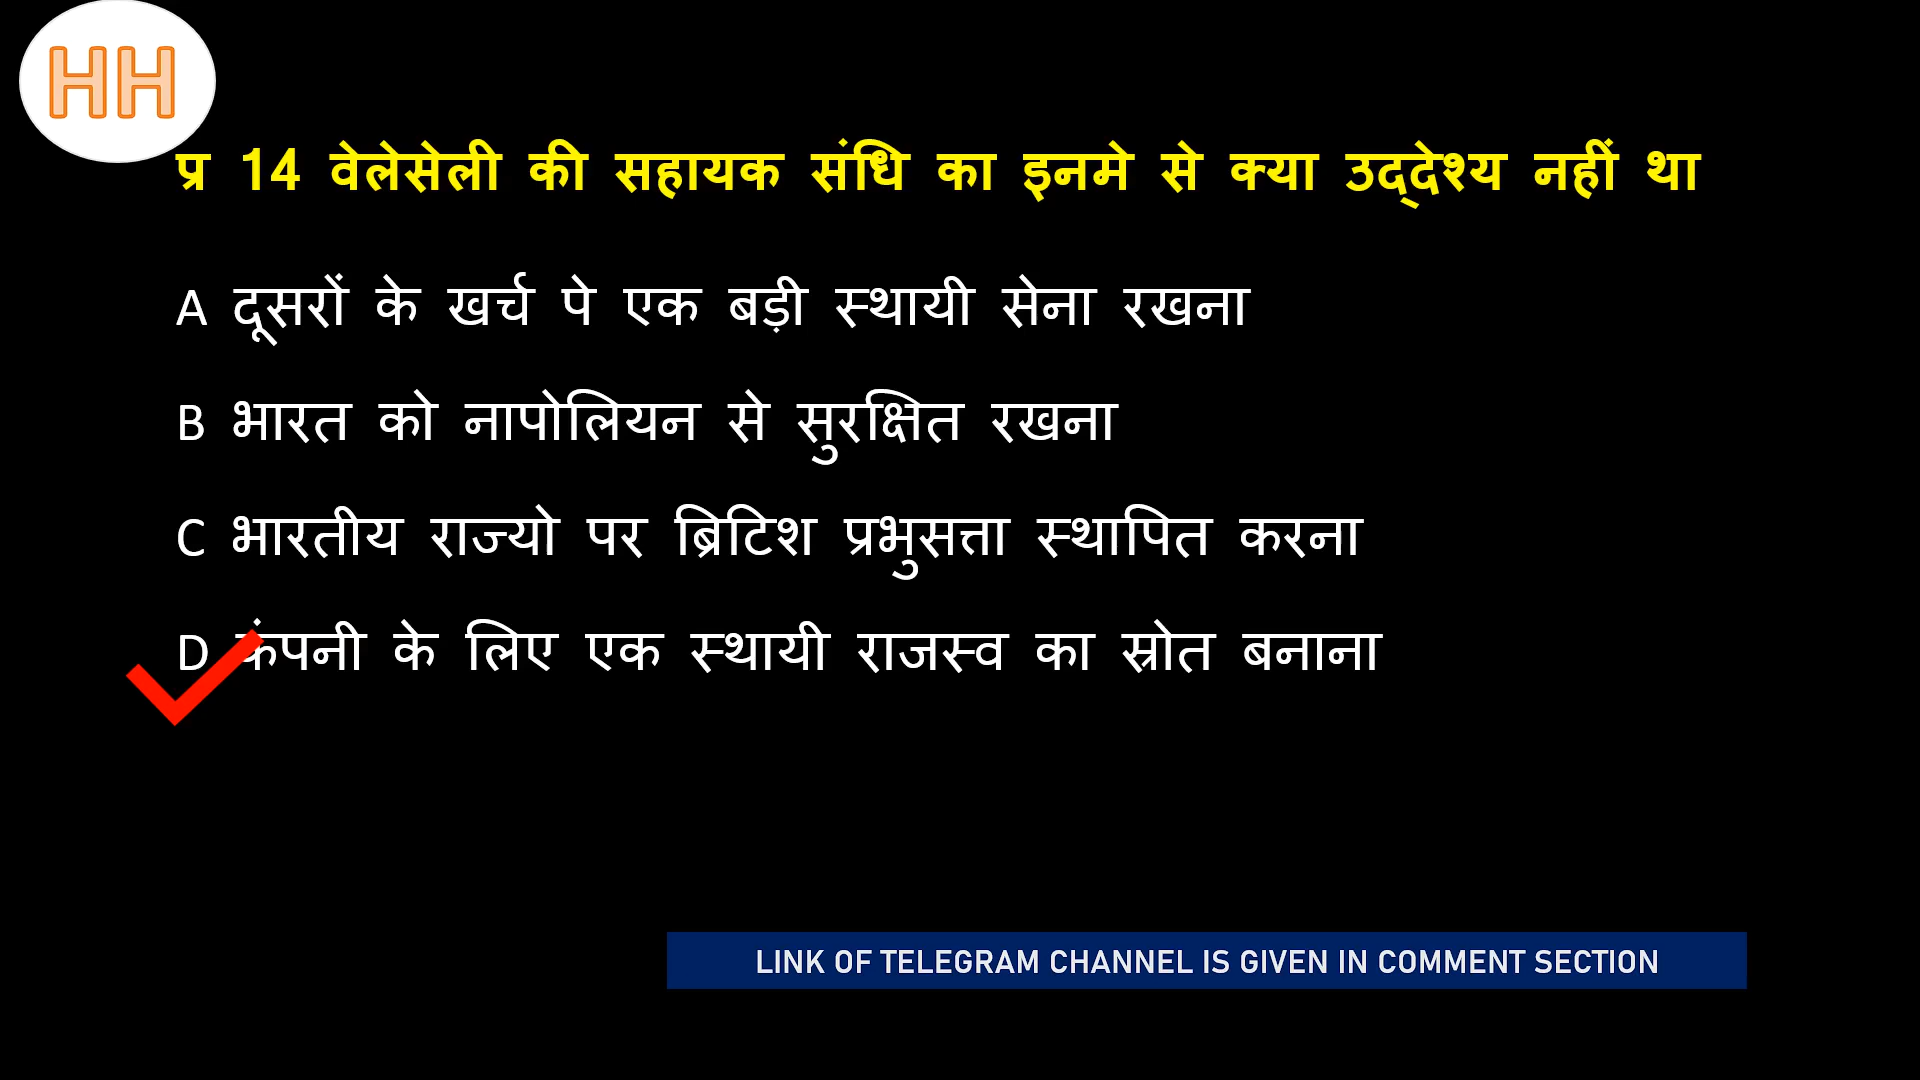 HH
प्र 14 वेलेसेली की सहायक संधि का इनमे से क्या उद्देश्य नहीं था
A दूसरों के खर्च पे एक बड़ी स्थायी सेना रखना
B भारत को नापोलियन से सुरक्षित रखना
C भारतीय राज्यो पर ब्रिटिश प्रभुसत्ता स्थापित करना
D कंपनी के लिए एक स्थायी राजस्व का स्रोत बनाना
LINK OF TELEGRAM CHANNEL IS GIVEN IN COMMENT SECTION